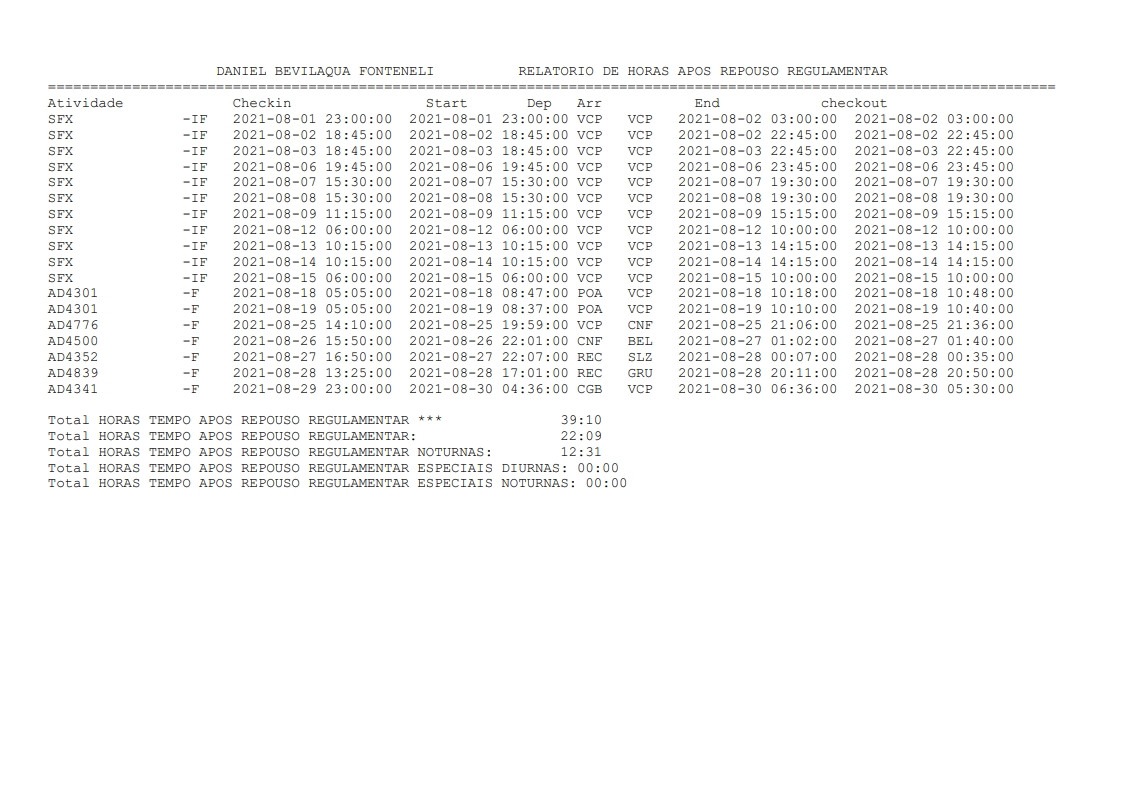 DANIEL BEVILAQUA FONTENELI          RELATORIO DE HORAS APOS REPOUSO REGULAMENTAR
========================================================================================================================
Atividade             Checkin                Start       Dep   Arr           End            checkout
SFX             -IF   2021-08-01 23:00:00  2021-08-01 23:00:00 VCP   VCP   2021-08-02 03:00:00  2021-08-02 03:00:00
SFX             -IF   2021-08-02 18:45:00  2021-08-02 18:45:00 VCP   VCP   2021-08-02 22:45:00  2021-08-02 22:45:00
SFX             -IF   2021-08-03 18:45:00  2021-08-03 18:45:00 VCP   VCP   2021-08-03 22:45:00  2021-08-03 22:45:00
SFX             -IF   2021-08-06 19:45:00  2021-08-06 19:45:00 VCP   VCP   2021-08-06 23:45:00  2021-08-06 23:45:00
SFX             -IF   2021-08-07 15:30:00  2021-08-07 15:30:00 VCP   VCP   2021-08-07 19:30:00  2021-08-07 19:30:00
SFX             -IF   2021-08-08 15:30:00  2021-08-08 15:30:00 VCP   VCP   2021-08-08 19:30:00  2021-08-08 19:30:00
SFX             -IF   2021-08-09 11:15:00  2021-08-09 11:15:00 VCP   VCP   2021-08-09 15:15:00  2021-08-09 15:15:00
SFX             -IF   2021-08-12 06:00:00  2021-08-12 06:00:00 VCP   VCP   2021-08-12 10:00:00  2021-08-12 10:00:00
SFX             -IF   2021-08-13 10:15:00  2021-08-13 10:15:00 VCP   VCP   2021-08-13 14:15:00  2021-08-13 14:15:00
SFX             -IF   2021-08-14 10:15:00  2021-08-14 10:15:00 VCP   VCP   2021-08-14 14:15:00  2021-08-14 14:15:00
SFX             -IF   2021-08-15 06:00:00  2021-08-15 06:00:00 VCP   VCP   2021-08-15 10:00:00  2021-08-15 10:00:00
AD4301          -F    2021-08-18 05:05:00  2021-08-18 08:47:00 POA   VCP   2021-08-18 10:18:00  2021-08-18 10:48:00
AD4301          -F    2021-08-19 05:05:00  2021-08-19 08:37:00 POA   VCP   2021-08-19 10:10:00  2021-08-19 10:40:00
AD4776          -F    2021-08-25 14:10:00  2021-08-25 19:59:00 VCP   CNF   2021-08-25 21:06:00  2021-08-25 21:36:00
AD4500          -F    2021-08-26 15:50:00  2021-08-26 22:01:00 CNF   BEL   2021-08-27 01:02:00  2021-08-27 01:40:00
AD4352          -F    2021-08-27 16:50:00  2021-08-27 22:07:00 REC   SLZ   2021-08-28 00:07:00  2021-08-28 00:35:00
AD4839          -F    2021-08-28 13:25:00  2021-08-28 17:01:00 REC   GRU   2021-08-28 20:11:00  2021-08-28 20:50:00
AD4341          -F    2021-08-29 23:00:00  2021-08-30 04:36:00 CGB   VCP   2021-08-30 06:36:00  2021-08-30 05:30:00
Total HORAS TEMPO APOS REPOUSO REGULAMENTAR ***              39:10
Total HORAS TEMPO APOS REPOUSO REGULAMENTAR:                 22:09
Total HORAS TEMPO APOS REPOUSO REGULAMENTAR NOTURNAS:        12:31
Total HORAS TEMPO APOS REPOUSO REGULAMENTAR ESPECIAIS DIURNAS: 00:00
Total HORAS TEMPO APOS REPOUSO REGULAMENTAR ESPECIAIS NOTURNAS: 00:00